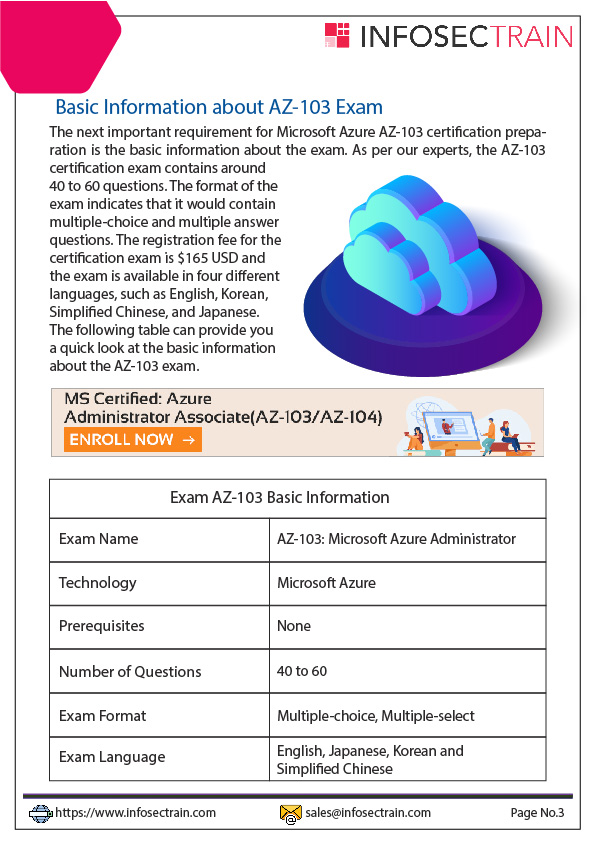 INFOSECTRAIN
Basic Information about AZ-103 Exam
The next important requirement for Microsoft Azure AZ-103 certification prepa-
ration is the basic information about the exam. As per our experts, the AZ-103
certification exam contains around
40 to 60 questions. The format of the
exam indicates that it would contain
multiple-choice and multiple answer
questions. The registration fee for the
certification exam is $165 USD and
the exam is available in four different
languages, such as English, Korean,
Simplified Chinese, and Japanese.
The following table can provide you
a quick look at the basic information
about the AZ-103 exam.
MS Certified: Azure
Administrator Associate(AZ-103/AZ-104)
ENROLL NOW →
Exam AZ-103 Basic Information
Exam Name AZ-103: Microsoft Azure Administrator
Technology Microsoft Azure
Prerequisites None
Number of Questions 40 to 60
Exam Format Multiple-choice, Multiple-select
Exam Language English, Japanese, Korean and
Simplified Chinese
https://www.infosectrain.com sales@infosectrain.com Page No.3